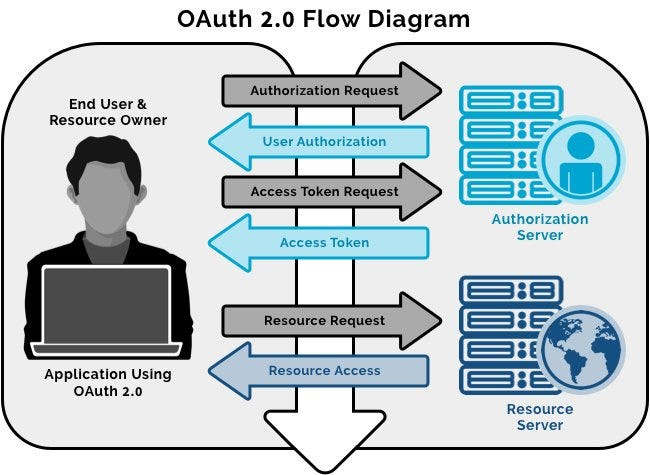 OAuth 2.0 Flow Diagram
End User &
Resource Owner
Authorization Request
User Authorization
Access Token Request
Access Token
Authorization
Server
Resource Request
Resource Access
Application Using
OAuth 2.0
Resource
Server